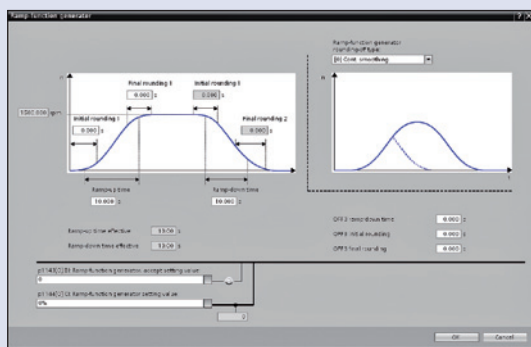 Ramp-function generator
Ramp-function generator
rounding-off type:
[0] Cont. smoothing
n
Final rounding 1
Initial rounding 1
0.000 s
0.000 s
Initial rounding 1
Final rounding 2
0.000 s
0.000 s
rpm
Ramp-up time
Ramp-down time
10.000 s
10.000 s
Ramp-up time effective
10.00 s
Ramp-down time effective
10.00 s
OFF3 ramp-down time
0.000 s
OFF3 initial rounding
0.000 s
OFF3 final rounding
0.000 s
p1143[0] BI: Ramp-function generator, accept setting value
0
p1144[0] CI: Ramp-function generator setting value
0%
OK
Cancel